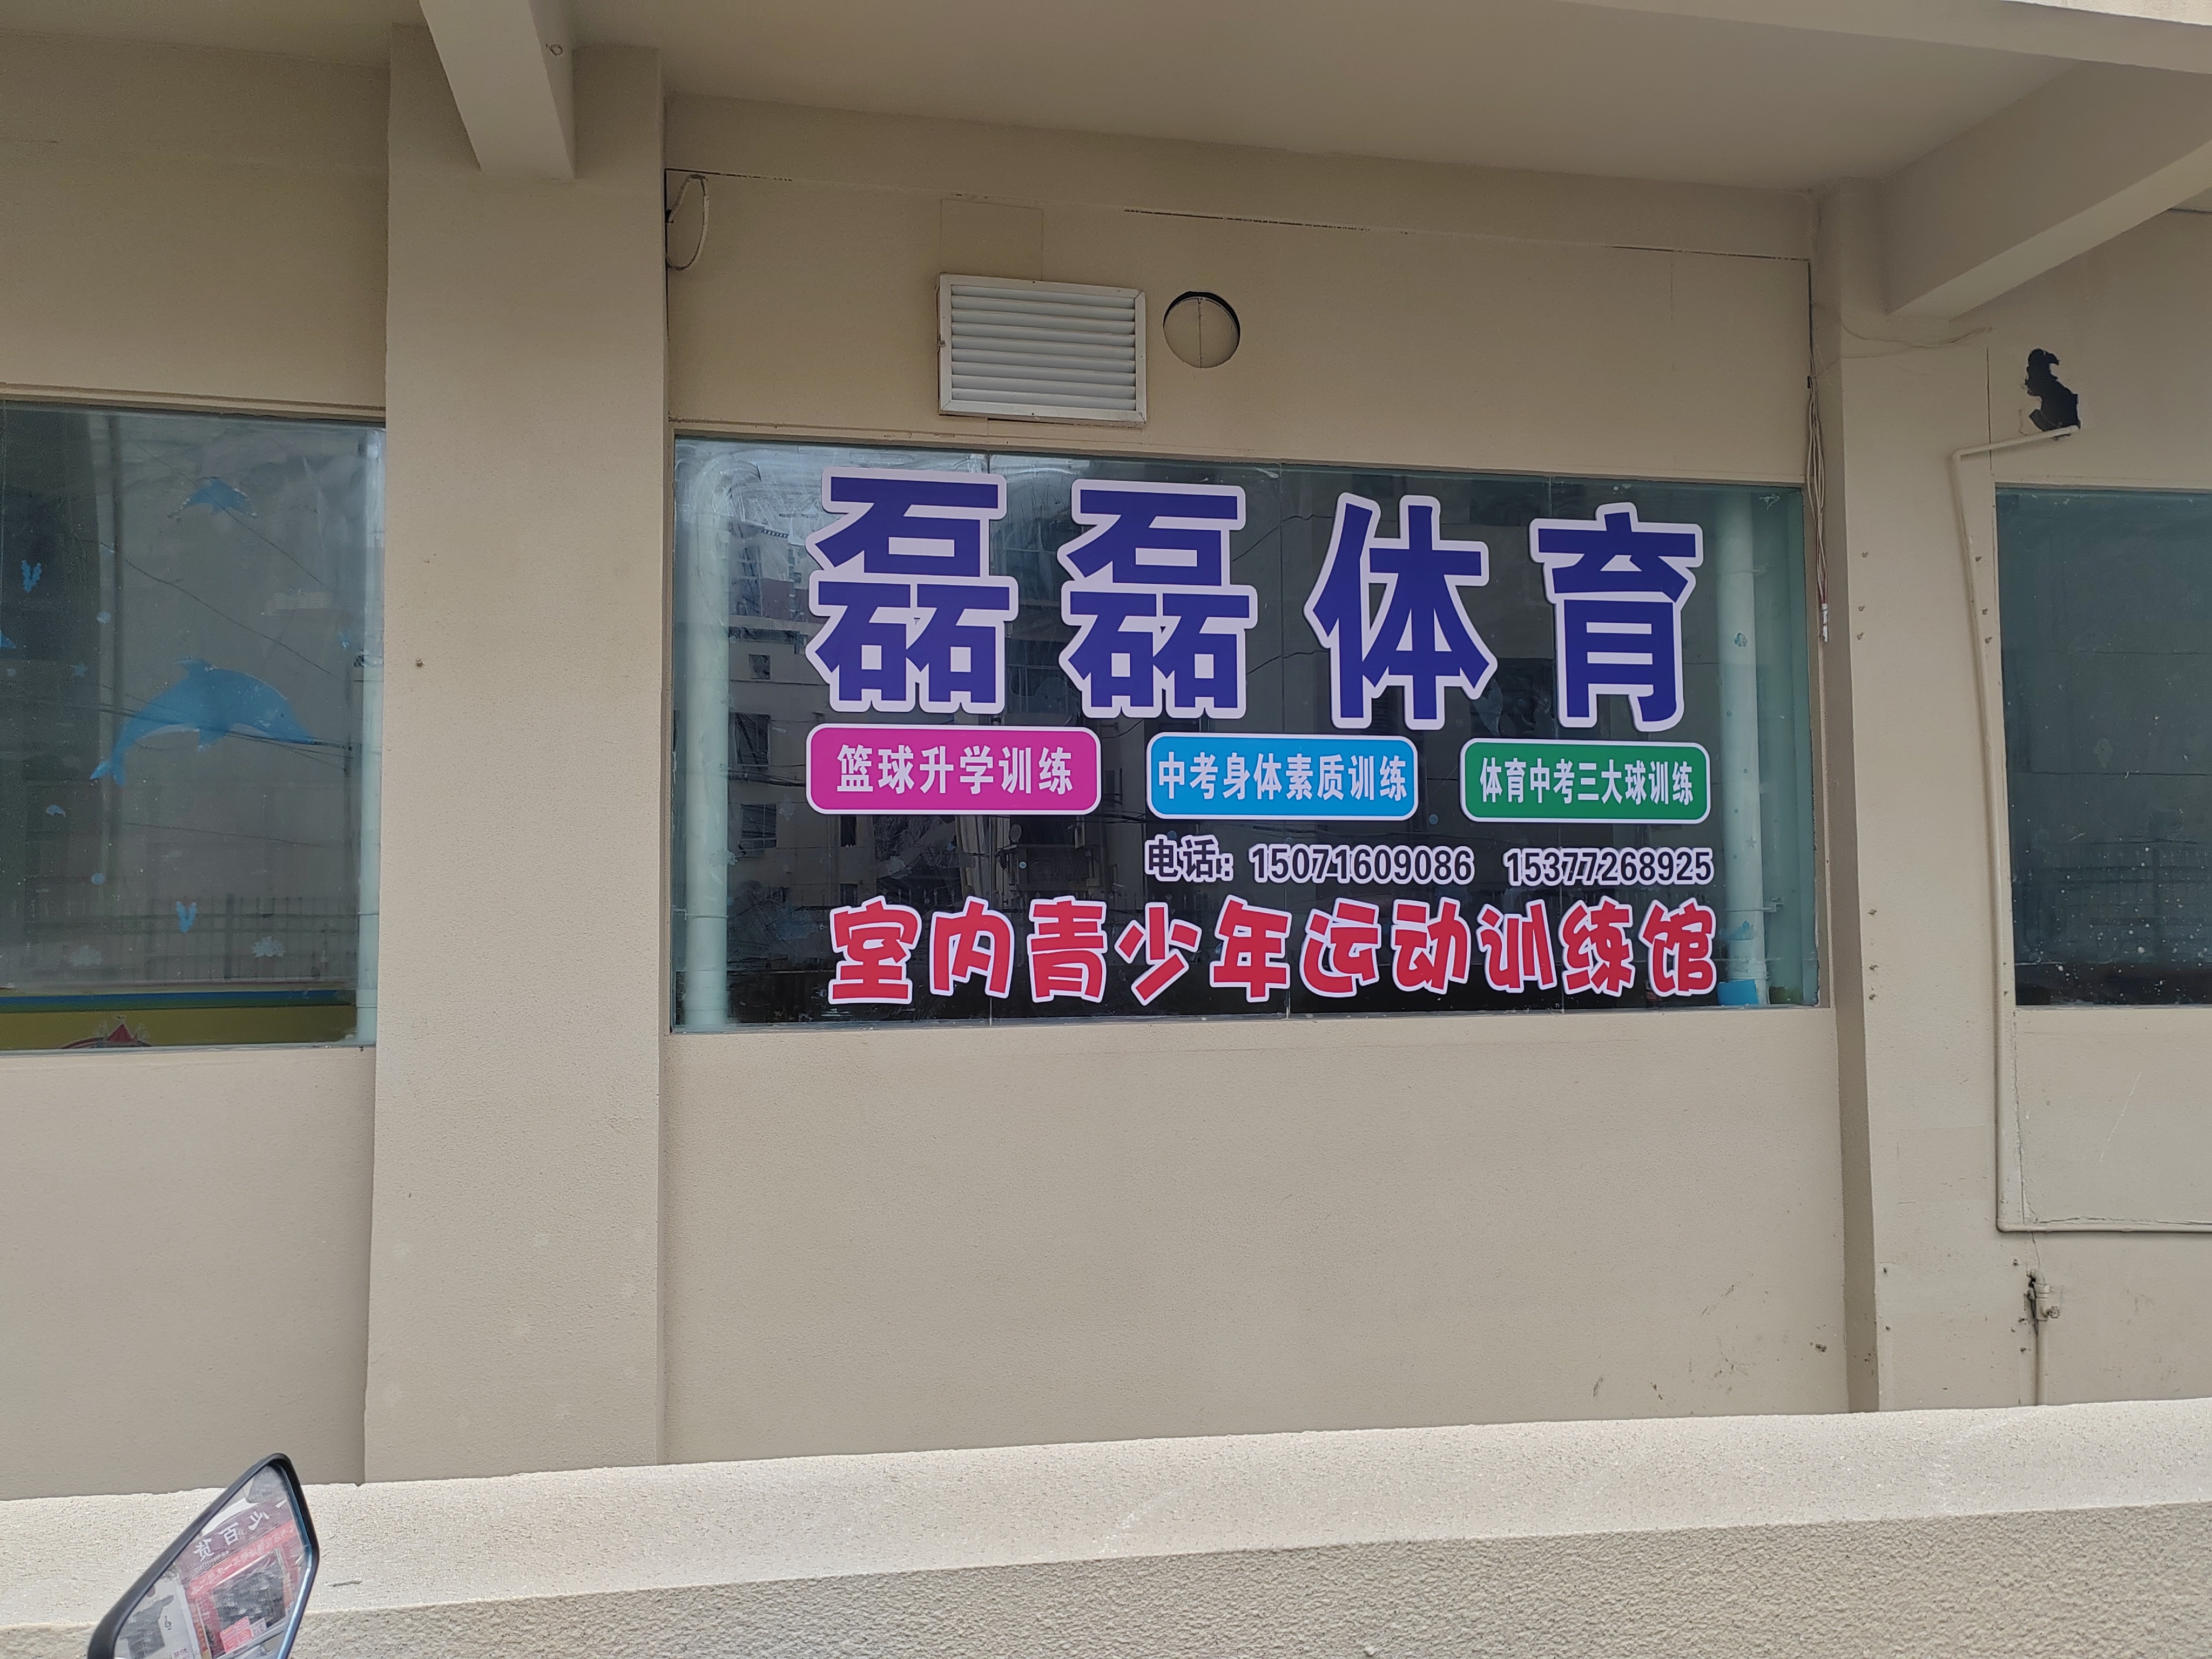 磊磊体育
篮球升学训练 中考身体素质训练 体育中考三大球训练
电话: 15071609086 15377268925
室内青少年运动训练馆
百货